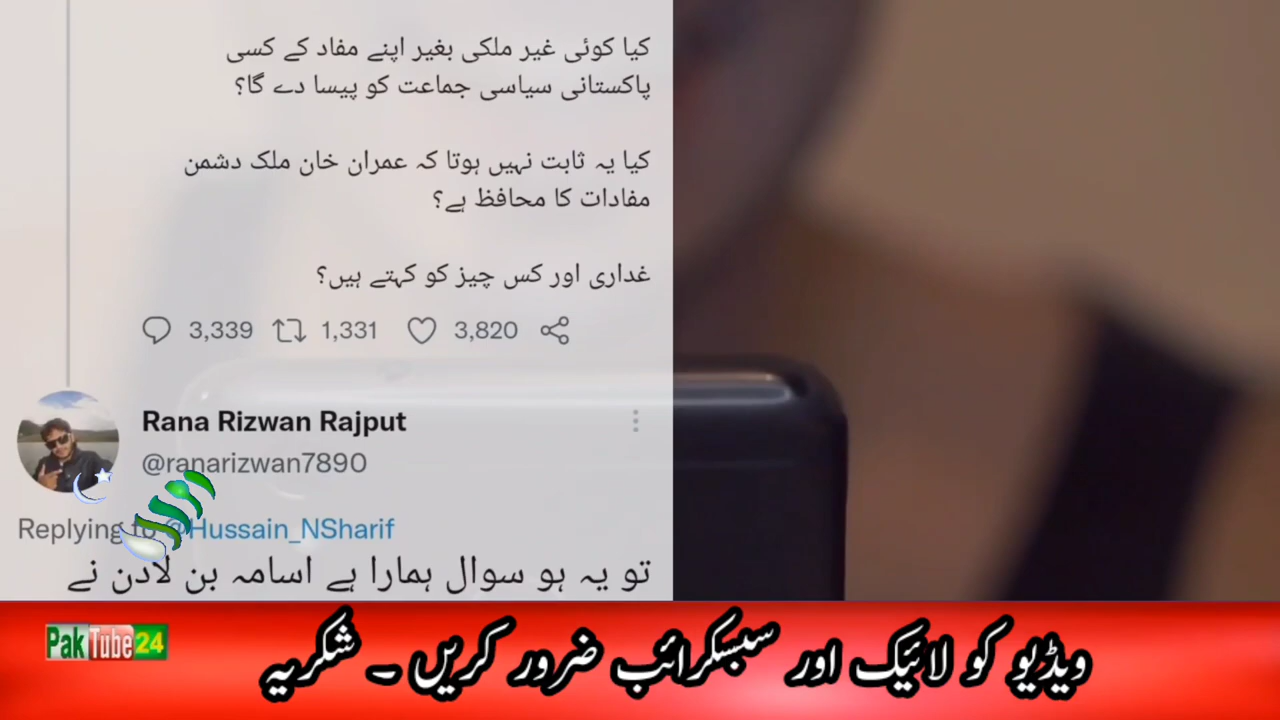 کیا کوئی غیر ملکی بغیر اپنے مفاد کے کسی
پاکستانی سیاسی جماعت کو پیسا دے گا؟
کیا یہ ثابت نہیں ہوتا کہ عمران خان ملک دشمن
مفادات کا محافظ ہے؟
غداری اور کس چیز کو کہتے ہیں؟
3,339 1,331 3,820
Rana Rizwan Rajput
@ranarizwan7890
Replying to @Hussain_NSharif
تو یہ ہو سوال ہمارا ہے اسامہ بن لادن نے
PakTube24
ویڈیو کو لائیک اور سبسکرائب ضرور کریں ۔ شکریہ